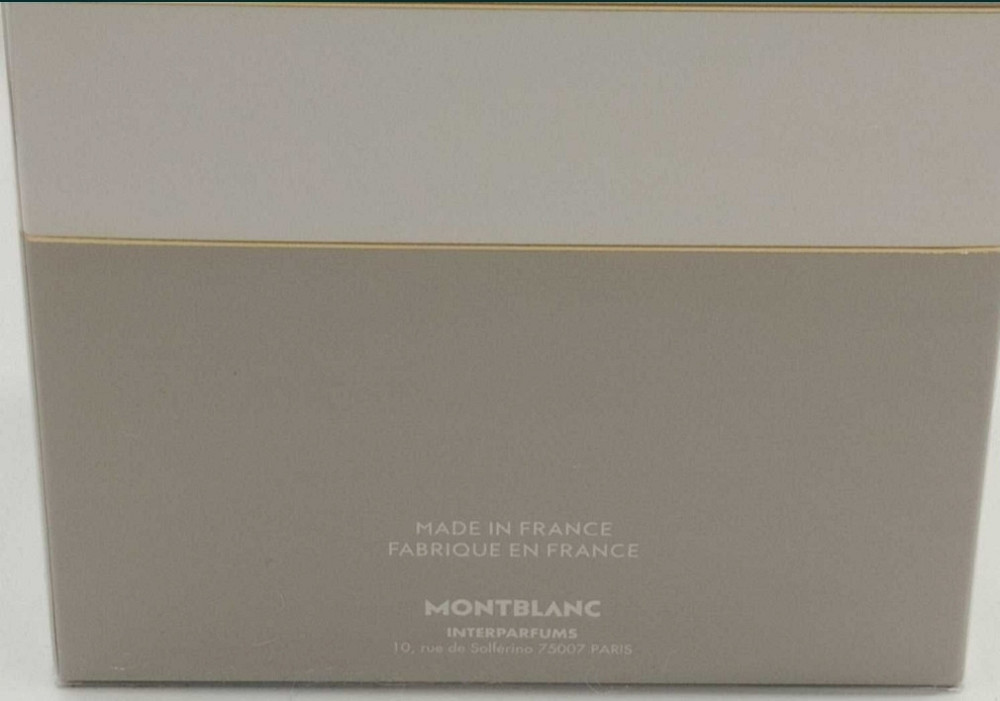 MADE IN FRANCE
FABRIQUE EN FRANCE
MONTBLANC
INTERPARFUMS
10, rue de Solférino 75007 PARIS